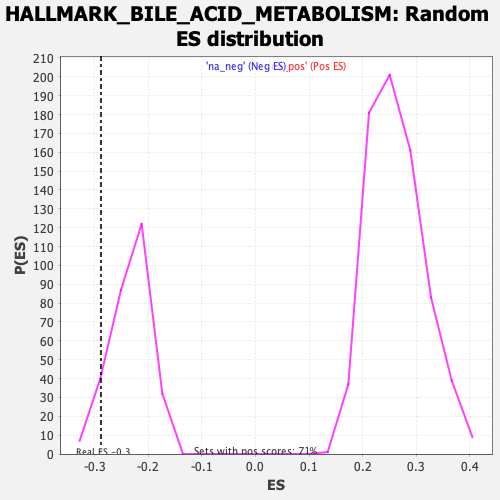 HALLMARK_BILE_ACID_METABOLISM: Random
ES distribution
'na_neg' (Neg ES) pos' (Pos ES)
P(ES)
210
200
190
180
170
160
150
140
130
120
110
100
90
80
70
60
50
40
30
20
10
0
Real ES -0.3
Sets with pos scores: 71%
-0.3 -0.2 -0.1 0.0 0.1 0.2 0.3 0.4
ES